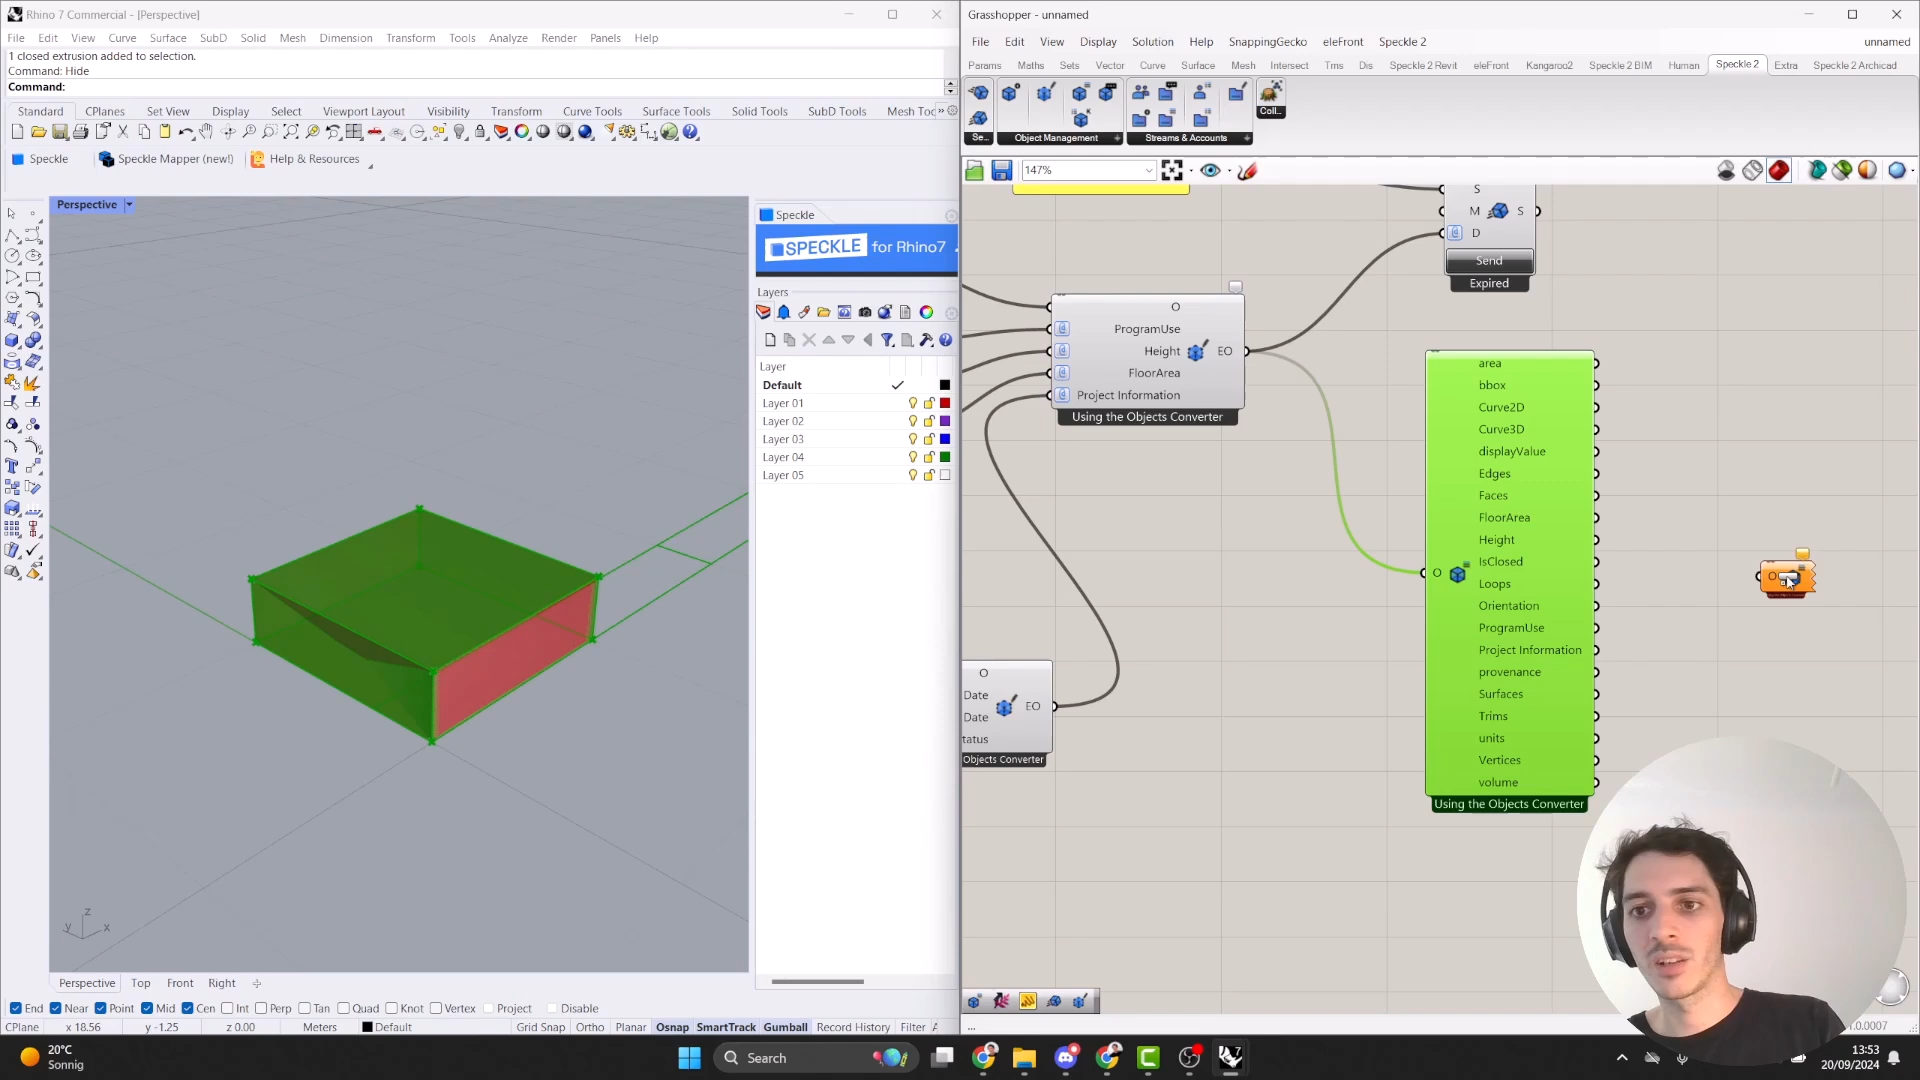 Rhino 7 Commercial - [Perspective]
File Edit View Curve Surface SubD Solid Mesh Dimension Transform Tools Analyze Render Panels Help
1 closed extrusion added to selection.
Command: Hide
Command:
Standard CPlanes Set View Display Select Viewport Layout Visibility Transform Curve Tools Surface Tools Solid Tools SubD Tools Mesh Toc »
Speckle Speckle Mapper (new!) Help & Resources
Perspective
Speckle
SPECKLE for Rhino7
Layers
Layer
Default
Layer 01
Layer 02
Layer 03
Layer 04
Layer 05
z
y x
Perspective Top Front Right
End Near Point Mid Cen Int Perp Tan Quad Knot Vertex Project Disable
CPlane x 18.56 y -1.25 z 0.00 Meters Default Grid Snap Ortho Planar Osnap SmartTrack Gumball Record History Filter
Grasshopper - unnamed
File Edit View Display Solution Help SnappingGecko eleFront Speckle 2 unnamed
Params Maths Sets Vector Curve Surface Mesh Intersect Trns Dis Speckle 2 Revit eleFront Kangaroo2 Speckle 2 BIM Human Speckle 2 Extra Speckle 2 Archicad
Se... Object Management Streams & Accounts Coll...
147%
S
M S
D
Send
Expired
O
ProgramUse
Height EO
FloorArea
Project Information
Using the Objects Converter
O
Date
EO
Date
tatus
Objects Converter
area
bbox
Curve2D
Curve3D
displayValue
Edges
Faces
FloorArea
Height
IsClosed
O
Loops
Orientation
ProgramUse
Project Information
provenance
Surfaces
Trims
units
Vertices
volume
Using the Objects Converter
O
...
1.0.0007
20°C
Sonnig
Search
13:53
20/09/2024